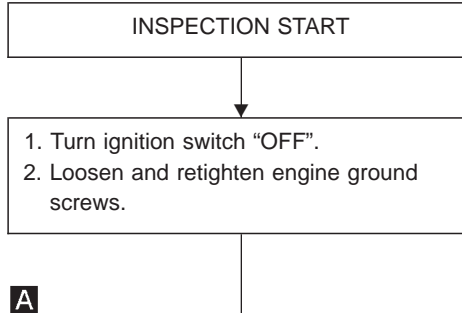 INSPECTION START
1. Turn ignition switch “OFF”.
2. Loosen and retighten engine ground
screws.
A